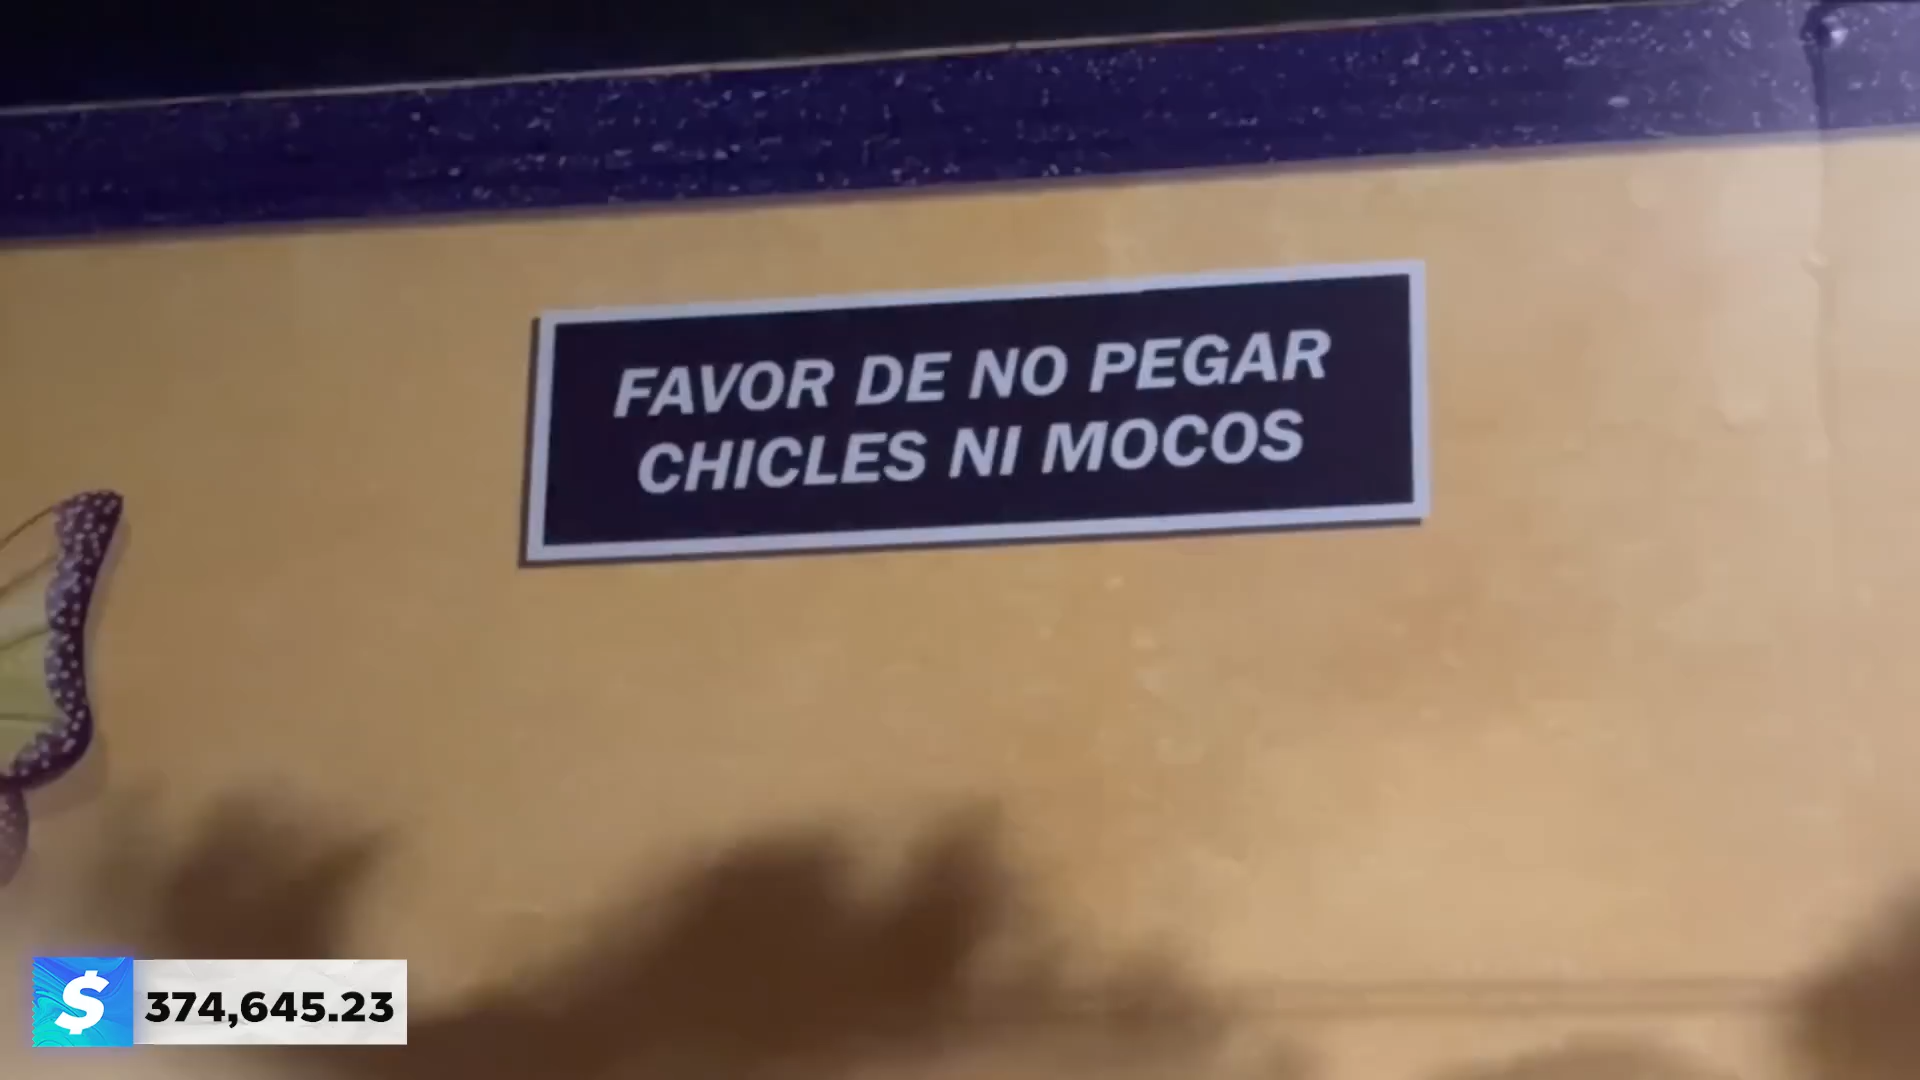 FAVOR DE NO PEGAR
CHICLES NI MOCOS
$ 374,645.23